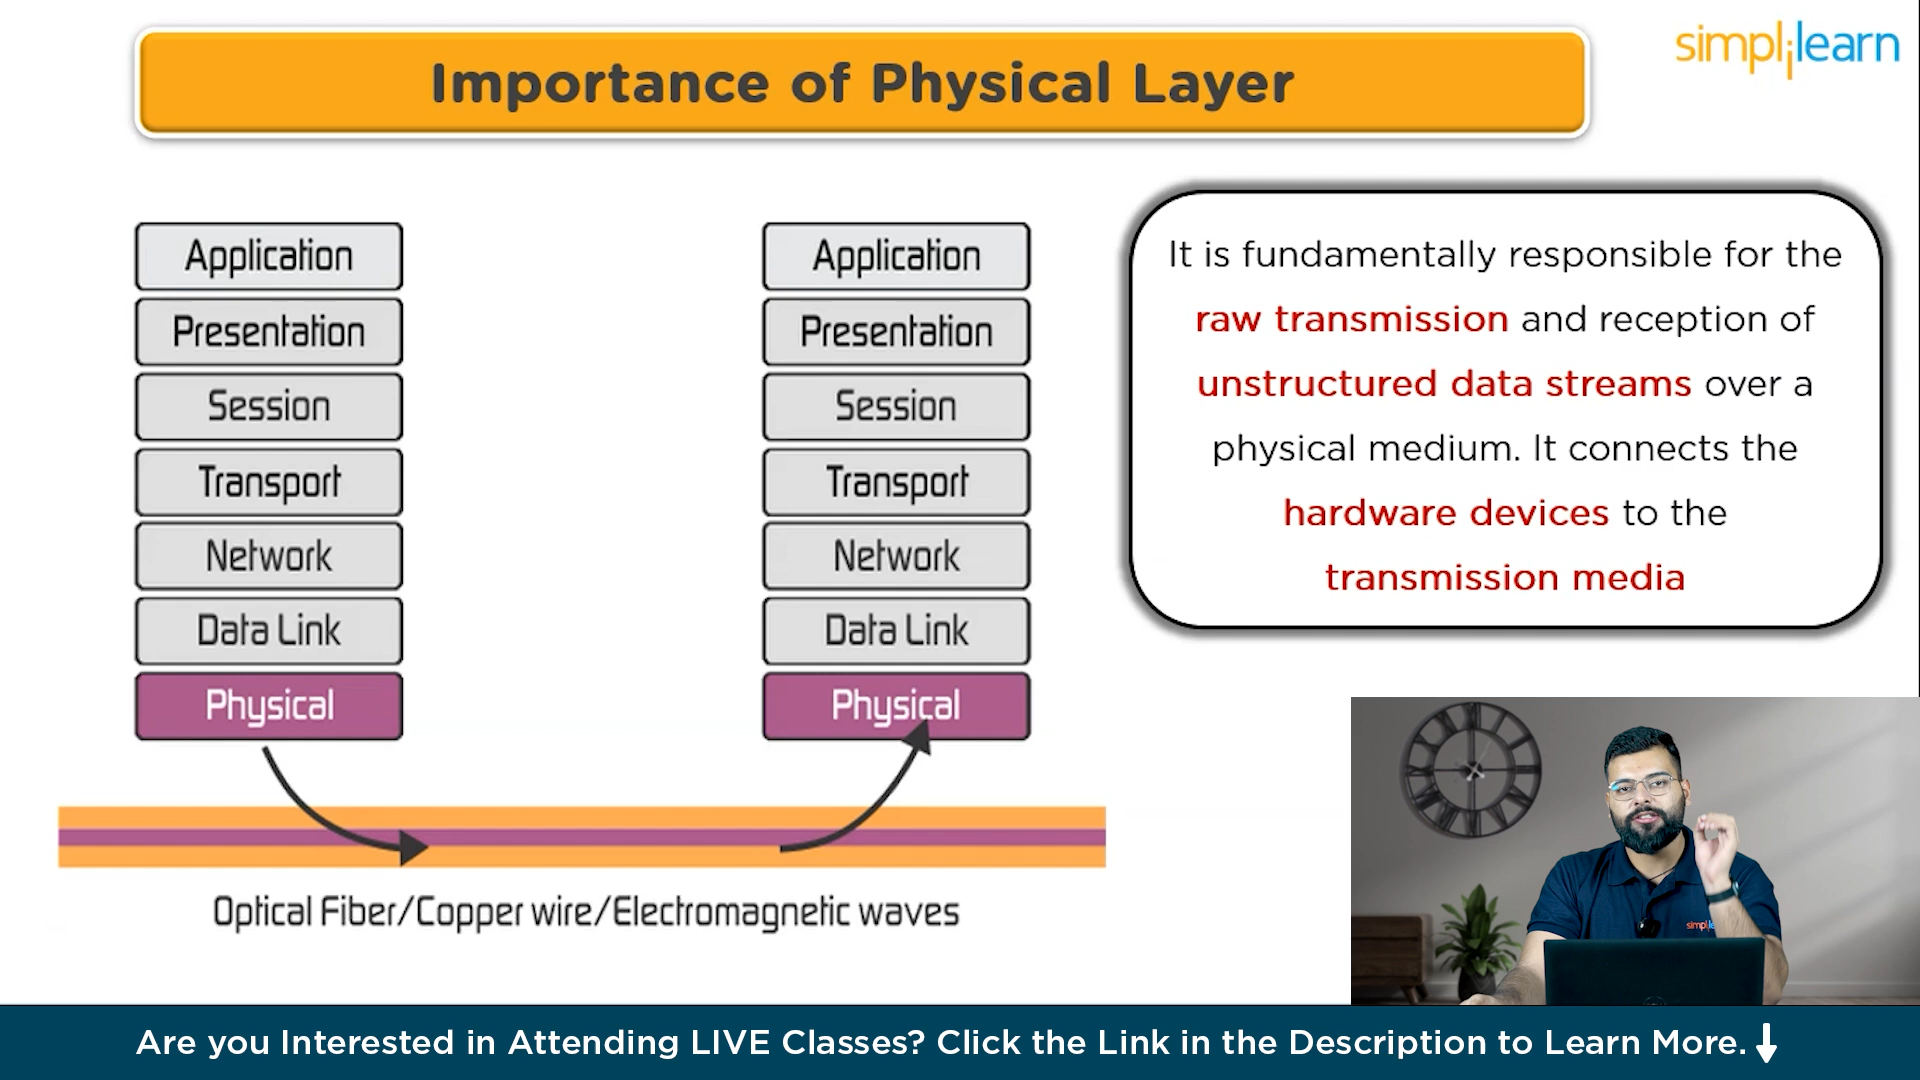 simplilearn
Importance of Physical Layer
Application
Presentation
Session
Transport
Network
Data Link
Physical
Application
Presentation
Session
Transport
Network
Data Link
Physical
Optical Fiber/Copper wire/Electromagnetic waves
It is fundamentally responsible for the
raw transmission and reception of
unstructured data streams over a
physical medium. It connects the
hardware devices to the
transmission media
Are you Interested in Attending LIVE Classes? Click the Link in the Description to Learn More.